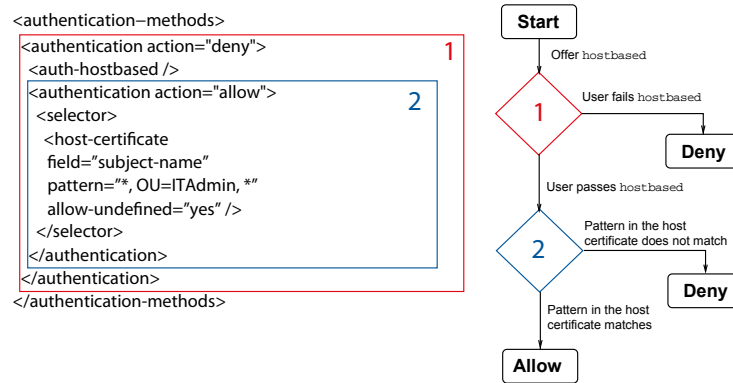 <authentication–methods>
<authentication action="deny">
1
<auth-hostbased />
<authentication action="allow">
2
<selector>
<host-certificate
field=”subject-name”
pattern=”*, OU=ITAdmin, *”
allow-undefined=”yes” />
</selector>
</authentication>
</authentication>
</authentication-methods>
Start
Offer hostbased
1
User fails hostbased
Deny
User passes hostbased
2
Pattern in the host
certificate does not match
Deny
Pattern in the host
certificate matches
Allow